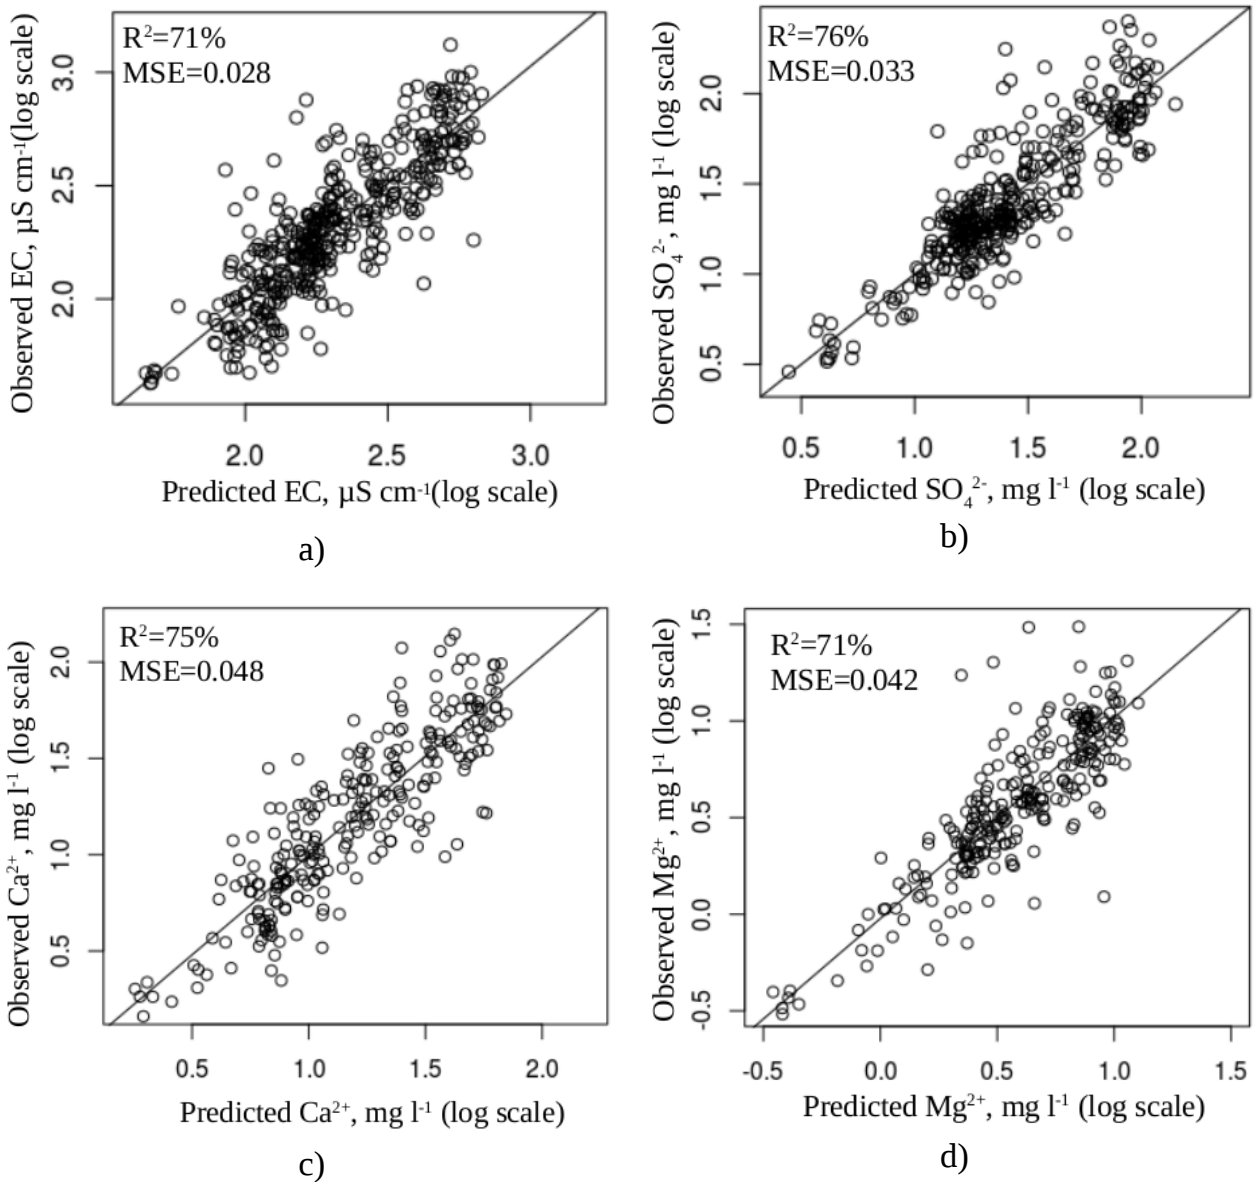 R²=71%
MSE=0.028
3.0
2.5
2.0
Observed EC, µS cm⁻¹(log scale)
2.0 2.5 3.0
Predicted EC, µS cm⁻¹(log scale)
a)
R²=76%
MSE=0.033
2.0
1.5
1.0
0.5
Observed SO₄²⁻, mg l⁻¹ (log scale)
0.5 1.0 1.5 2.0
Predicted SO₄²⁻, mg l⁻¹ (log scale)
b)
R²=75%
MSE=0.048
2.0
1.5
1.0
0.5
Observed Ca²⁺, mg l⁻¹ (log scale)
0.5 1.0 1.5 2.0
Predicted Ca²⁺, mg l⁻¹ (log scale)
c)
R²=71%
MSE=0.042
1.5
1.0
0.5
0.0
-0.5
Observed Mg²⁺, mg l⁻¹ (log scale)
-0.5 0.0 0.5 1.0 1.5
Predicted Mg²⁺, mg l⁻¹ (log scale)
d)